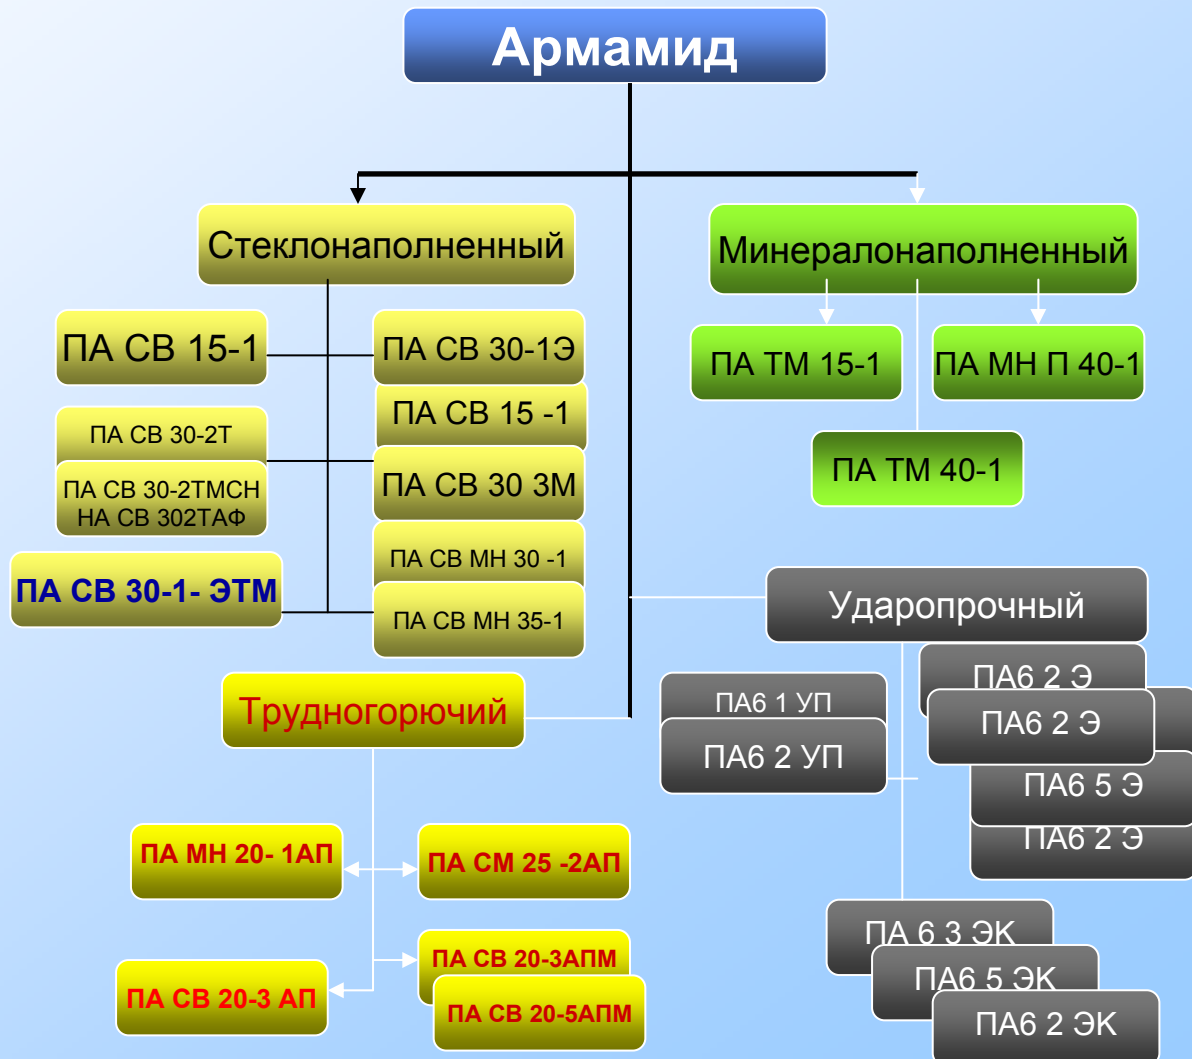 Армамид
Стеклонаполненный
Минералонаполненный
ПА СВ 15-1
ПА СВ 30-1Э
ПА СВ 15 -1
ПА СВ 30-2Т
ПА СВ 30-2ТМСН
НА СВ 302ТАФ
ПА СВ 30 3М
ПА СВ МН 30 -1
ПА СВ 30-1- ЭТМ
ПА СВ МН 35-1
ПА ТМ 15-1
ПА МН П 40-1
ПА ТМ 40-1
Ударопрочный
ПА6 1 УП
ПА6 2 УП
ПА6 2 Э
ПА6 2 Э
ПА6 5 Э
ПА6 2 Э
ПА 6 3 ЭК
ПА6 5 ЭК
ПА6 2 ЭК
Трудногорючий
ПА МН 20- 1АП
ПА СМ 25 -2АП
ПА СВ 20-3АПМ
ПА СВ 20-3 АП
ПА СВ 20-5АПМ